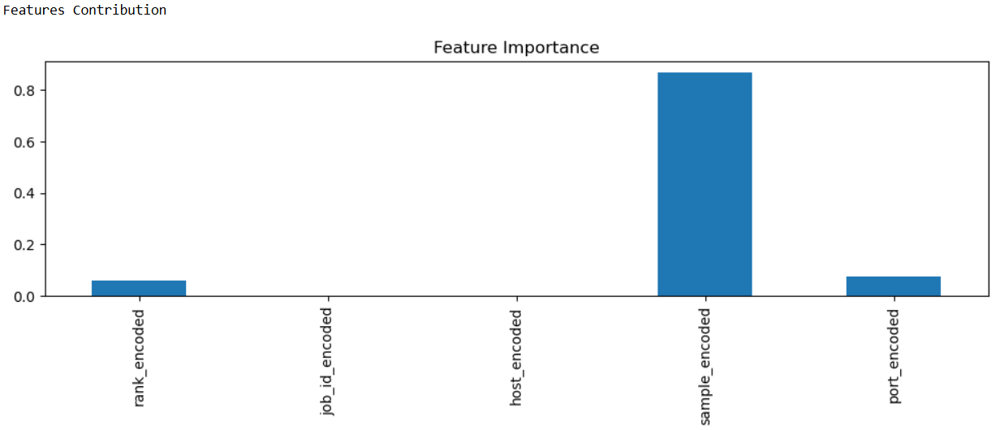 Features Contribution
Feature Importance
0.8
0.6
0.4
0.2
0.0
rank_encoded
job_id_encoded
host_encoded
sample_encoded
port_encoded